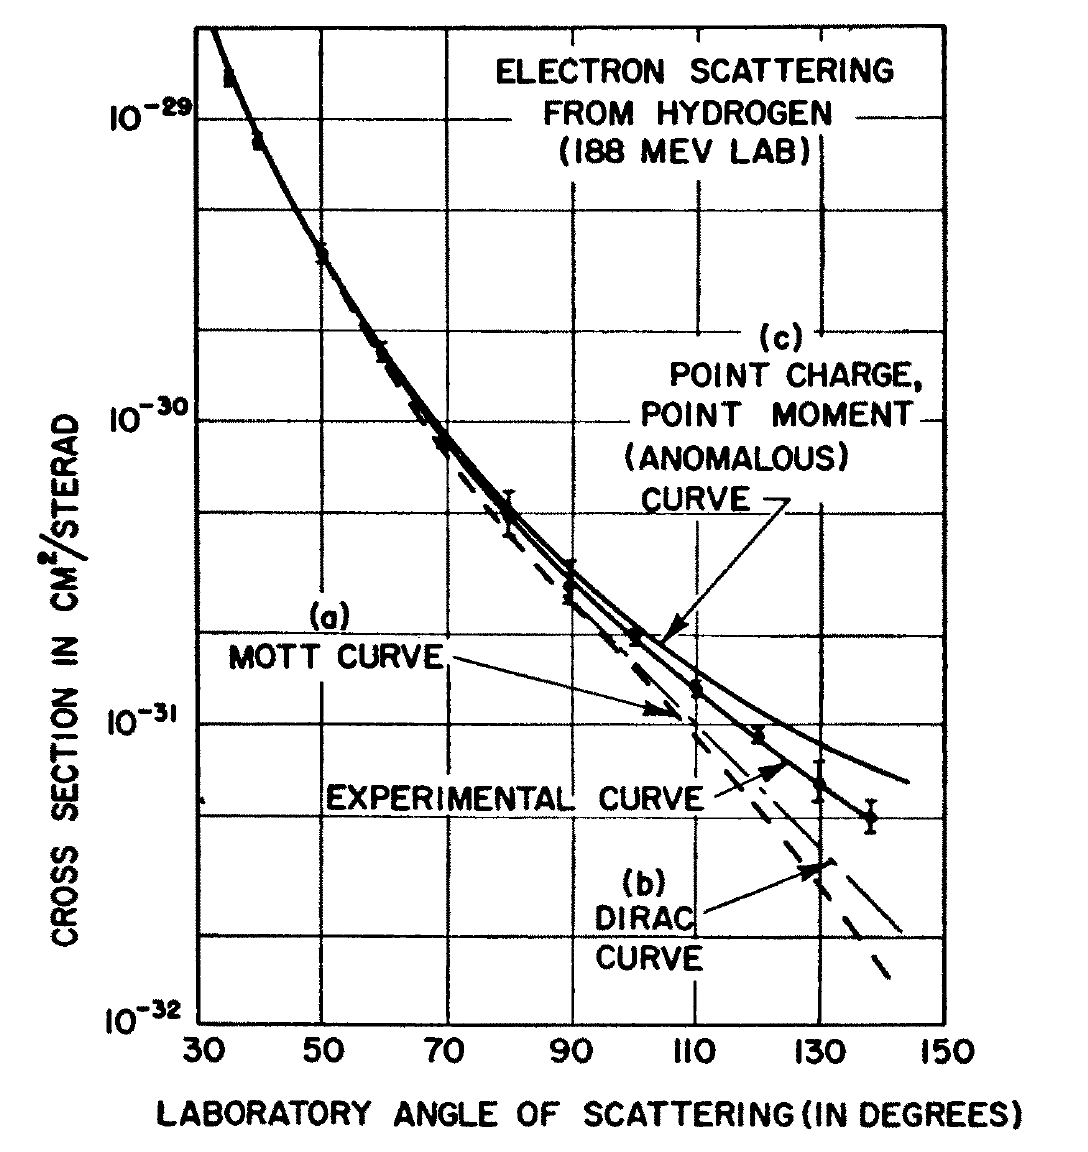 ELECTRON SCATTERING
FROM HYDROGEN
(188 MEV LAB)
10-29
10-30
10-31
10-32
CROSS SECTION IN CM2/STERAD
(c)
POINT CHARGE,
POINT MOMENT
(ANOMALOUS)
CURVE
(a)
MOTT CURVE
EXPERIMENTAL CURVE
(b)
DIRAC
CURVE
30 50 70 90 110 130 150
LABORATORY ANGLE OF SCATTERING (IN DEGREES)